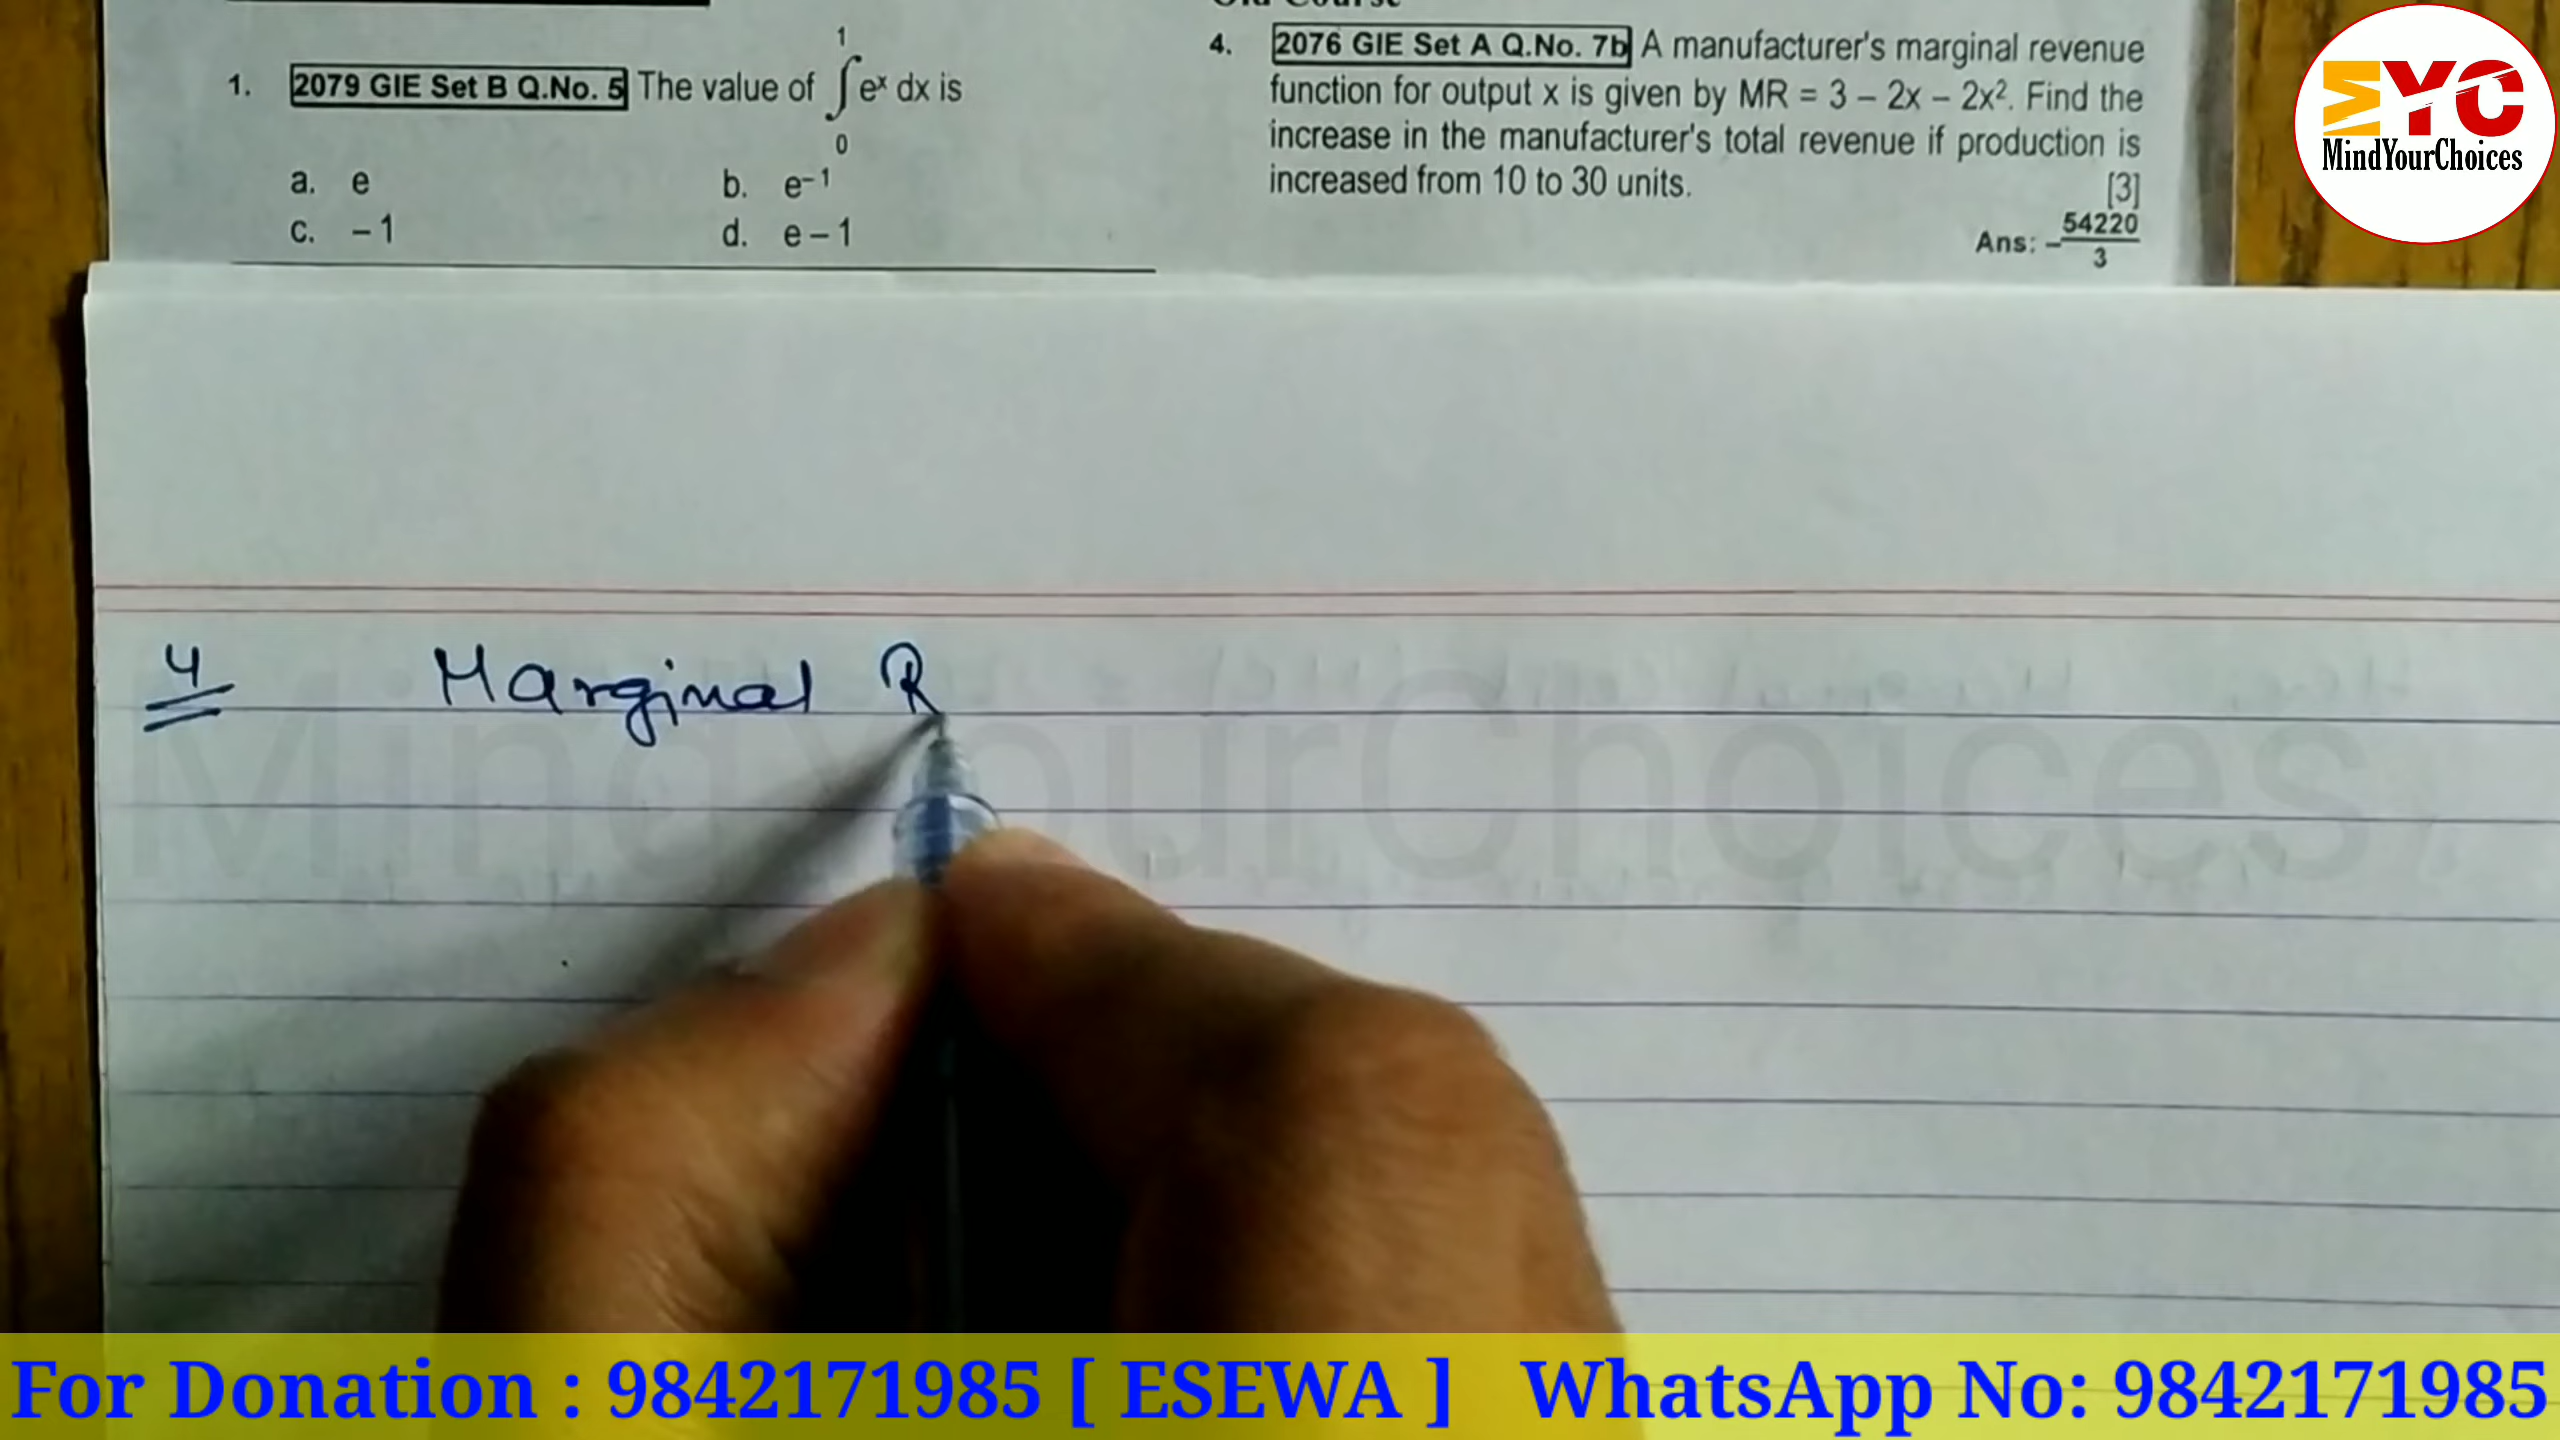 1. 2079 GIE Set B Q.No. 5 The value of ∫₀¹ eˣ dx is
a. e b. e⁻¹
c. – 1 d. e – 1
4. 2076 GIE Set A Q.No. 7b A manufacturer's marginal revenue
function for output x is given by MR = 3 – 2x – 2x². Find the
increase in the manufacturer's total revenue if production is
increased from 10 to 30 units. [3]
Ans: –54220/3
MYC
MindYourChoices
4 Marginal R
MindYourChoices
For Donation : 9842171985 [ ESEWA ] WhatsApp No: 9842171985